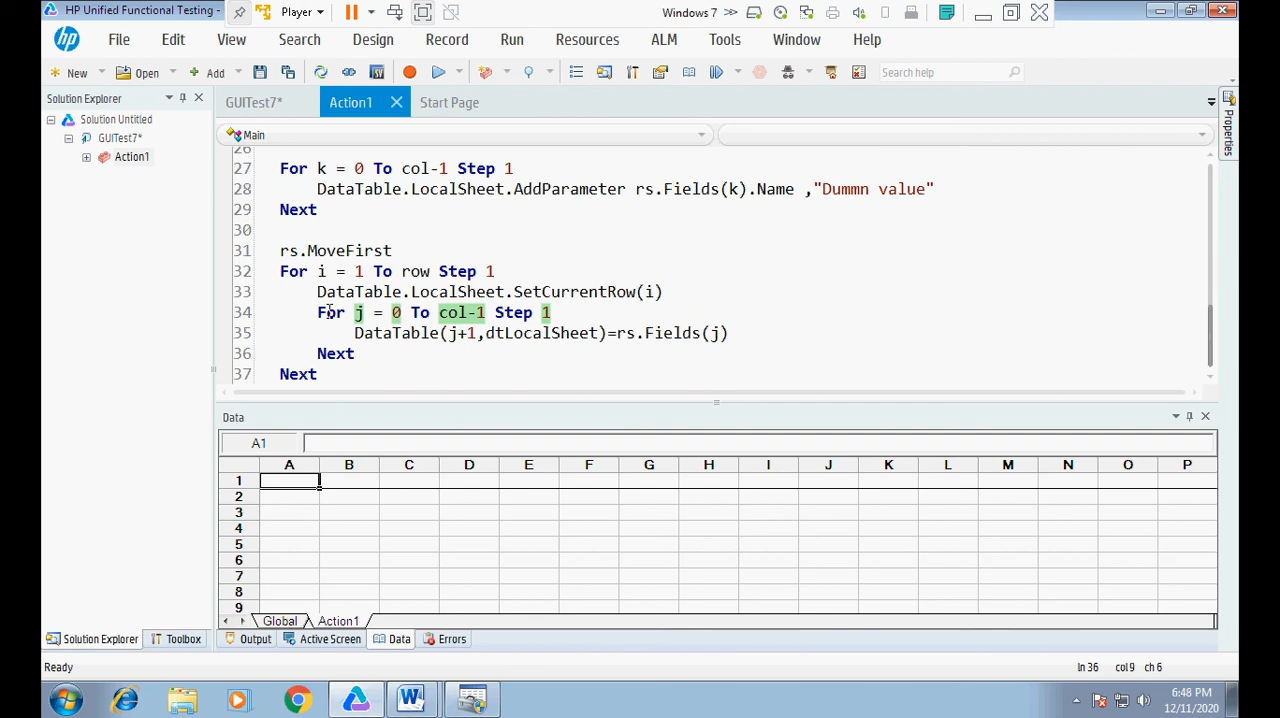 HP Unified Functional Testing -
Player
Windows 7
hp
File Edit View Search Design Record Run Resources ALM Tools Window Help
New Open Add Search help
Solution Explorer
GUITest7* Action1 Start Page
Solution Untitled
GUITest7*
Action1
Main
Properties
26
27 For k = 0 To col-1 Step 1
28 DataTable.LocalSheet.AddParameter rs.Fields(k).Name ,"Dummn value"
29 Next
30
31 rs.MoveFirst
32 For i = 1 To row Step 1
33 DataTable.LocalSheet.SetCurrentRow(i)
34 For j = 0 To col-1 Step 1
35 DataTable(j+1,dtLocalSheet)=rs.Fields(j)
36 Next
37 Next
Data
A1
A B C D E F G H I J K L M N O P
1
2
3
4
5
6
7
8
9
Global Action1
Solution Explorer Toolbox Output Active Screen Data Errors
Ready ln 36 col9 ch 6
6:48 PM
12/11/2020